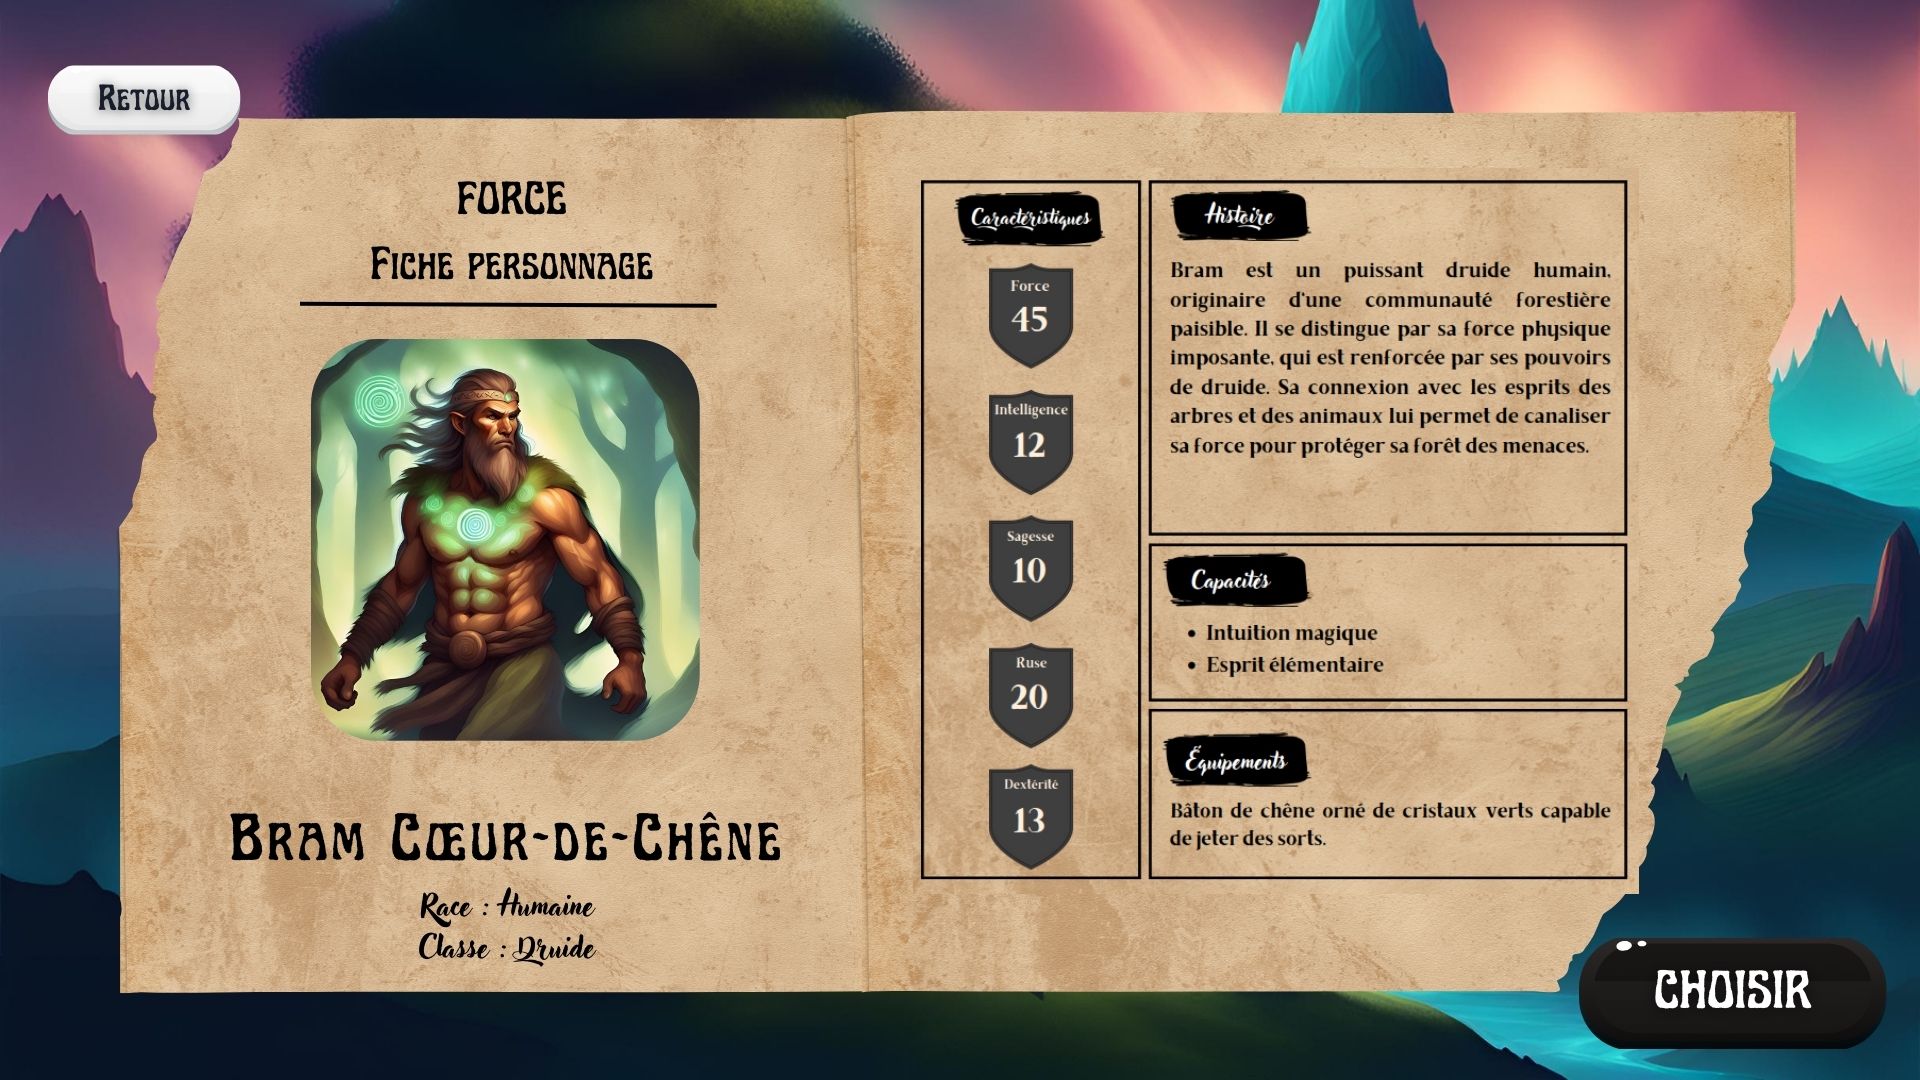 Retour
FORCE
Fiche personnage
Bram Cœur-de-Chêne
Race : Humaine
Classe : Druide
Caractéristiques
Force
45
Intelligence
12
Sagesse
10
Ruse
20
Dextérité
13
Histoire
Bram est un puissant druide humain,
originaire d'une communauté forestière
paisible. Il se distingue par sa force physique
imposante, qui est renforcée par ses pouvoirs
de druide. Sa connexion avec les esprits des
arbres et des animaux lui permet de canaliser
sa force pour protéger sa forêt des menaces.
Capacités
• Intuition magique
• Esprit élémentaire
Équipements
Bâton de chêne orné de cristaux verts capable
de jeter des sorts.
CHOISIR